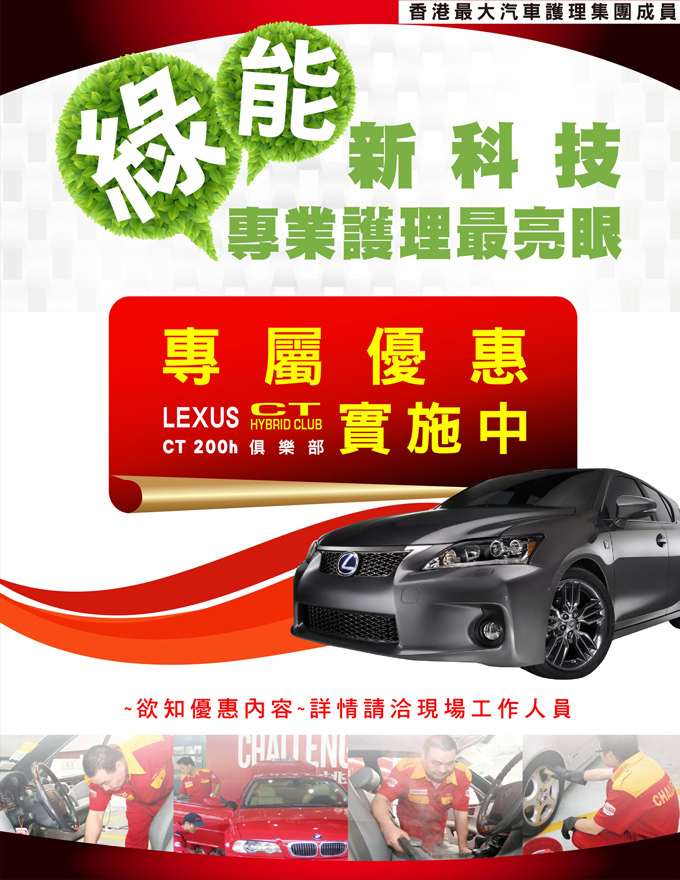 香港最大汽車護理集團成員
綠能
新科技
專業護理最亮眼
專屬優惠
LEXUS CT HYBRID CLUB 實施中
CT 200h 俱樂部
~欲知優惠內容~詳情請洽現場工作人員
CHALLENG